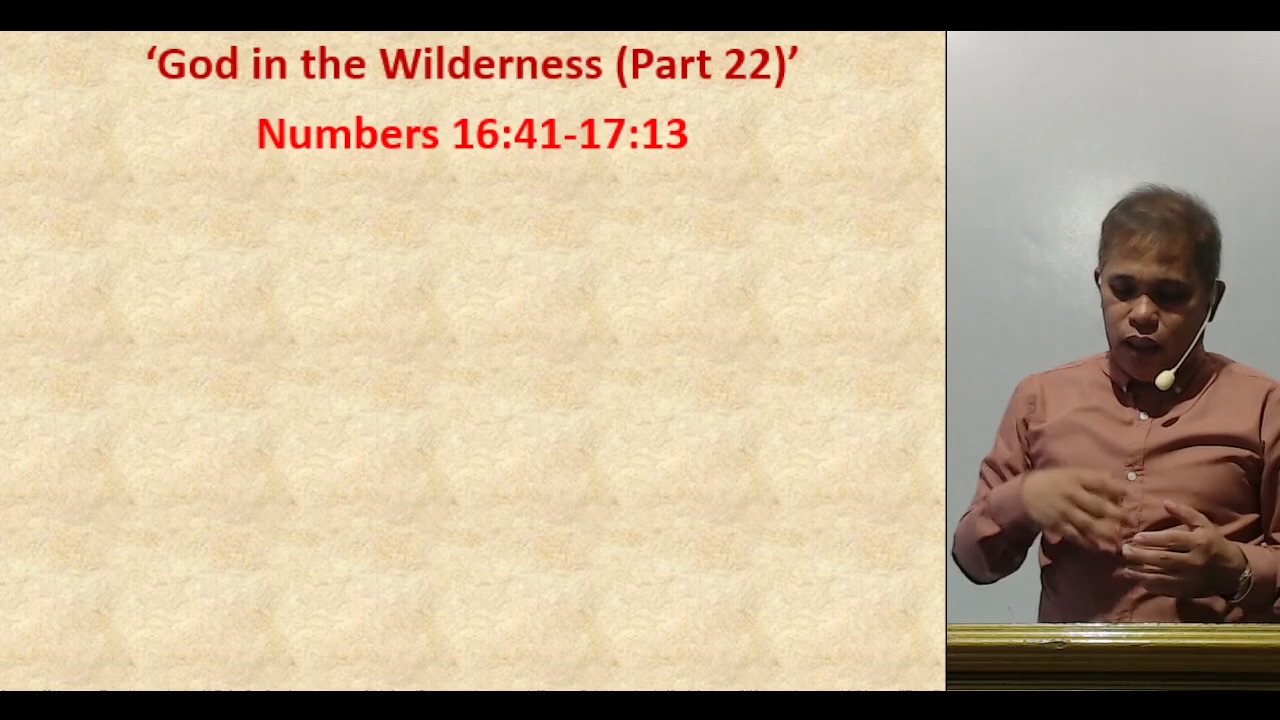 ‘God in the Wilderness (Part 22)’
Numbers 16:41-17:13